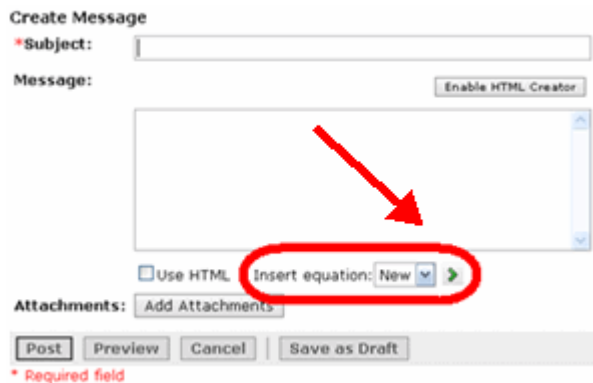 Create Message
*Subject:
Message:
Enable HTML Creator
Use HTML Insert equation: New
Attachments: Add Attachments
Post Preview Cancel | Save as Draft
* Required field